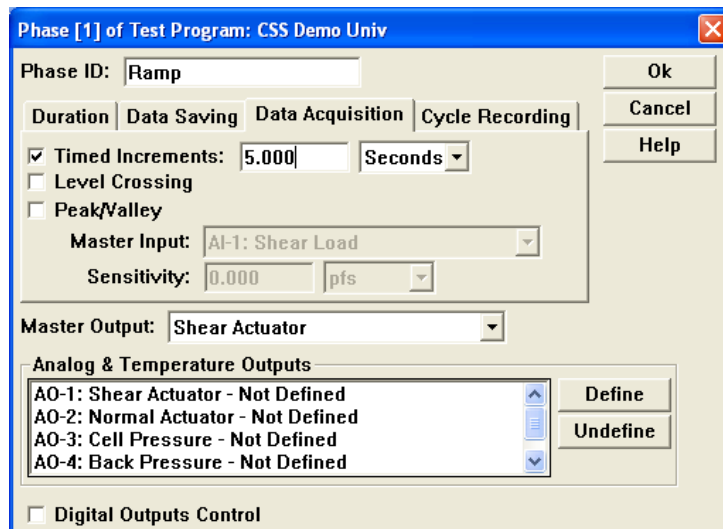 Phase [1] of Test Program: CSS Demo Univ
Phase ID: Ramp
Ok
Cancel
Help
Duration Data Saving Data Acquisition Cycle Recording
Timed Increments: 5.000 Seconds
Level Crossing
Peak/Valley
Master Input: AI-1: Shear Load
Sensitivity: 0.000 pfs
Master Output: Shear Actuator
Analog & Temperature Outputs
AO-1: Shear Actuator - Not Defined
AO-2: Normal Actuator - Not Defined
AO-3: Cell Pressure - Not Defined
AO-4: Back Pressure - Not Defined
Define
Undefine
Digital Outputs Control